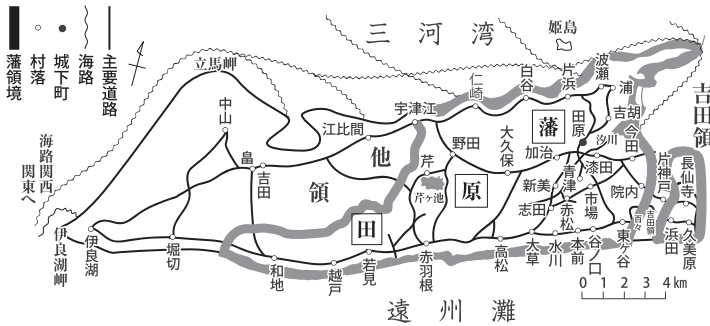 主要道路
海路
城下町
村落
藩領境
三河湾
遠州灘
姫島
立馬岬
中山
江比間
宇津江
仁崎
白谷
片浜
波瀬
浦
吉胡
今田
吉田領
田原
汐川
藩
他
領
田
原
畠
吉田
野田
大久保
加治
芹
芹ヶ池
新美
青津
漆田
院内
片神戸
長仙寺
志田
赤松
市場
百々
吉田領
海路関西
関東へ
伊良湖岬
伊良湖
堀切
和地
越戸
若見
赤羽根
高松
大草
水川
本前
谷ノ口
東ヶ谷
浜田
久美原
0 1 2 3 4km